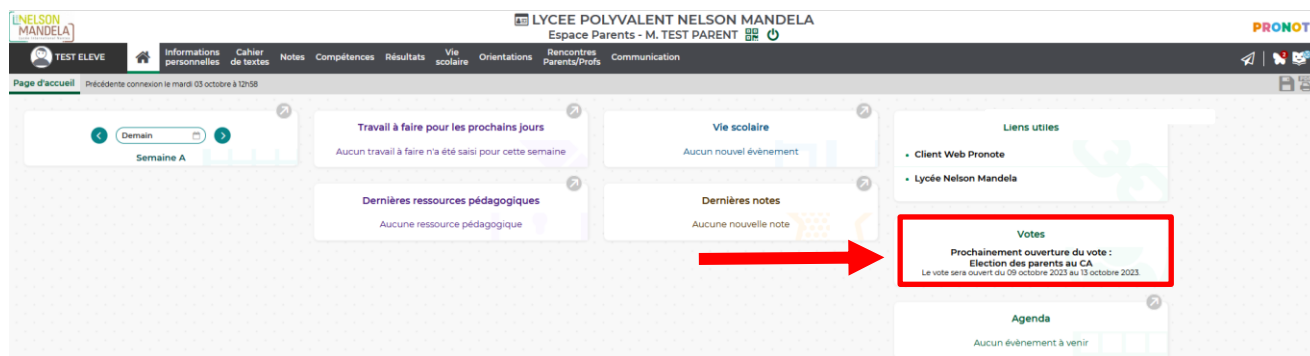 NELSON
MANDELA
LYCEE POLYVALENT NELSON MANDELA
Espace Parents - M. TEST PARENT
PRONOT
TEST ELEVE
Informations personnelles
Cahier de textes
Notes
Compétences
Résultats
Vie scolaire
Orientations
Rencontres Parents/Profs
Communication
Page d'accueil
Précédente connexion le mardi 03 octobre à 12h58
Demain
Semaine A
Travail à faire pour les prochains jours
Aucun travail à faire n'a été saisi pour cette semaine
Dernières ressources pédagogiques
Aucune ressource pédagogique
Vie scolaire
Aucun nouvel évènement
Dernières notes
Aucune nouvelle note
Liens utiles
• Client Web Pronote
• Lycée Nelson Mandela
Votes
Prochainement ouverture du vote :
Election des parents au CA
Le vote sera ouvert du 09 octobre 2023 au 13 octobre 2023.
Agenda
Aucun évènement à venir